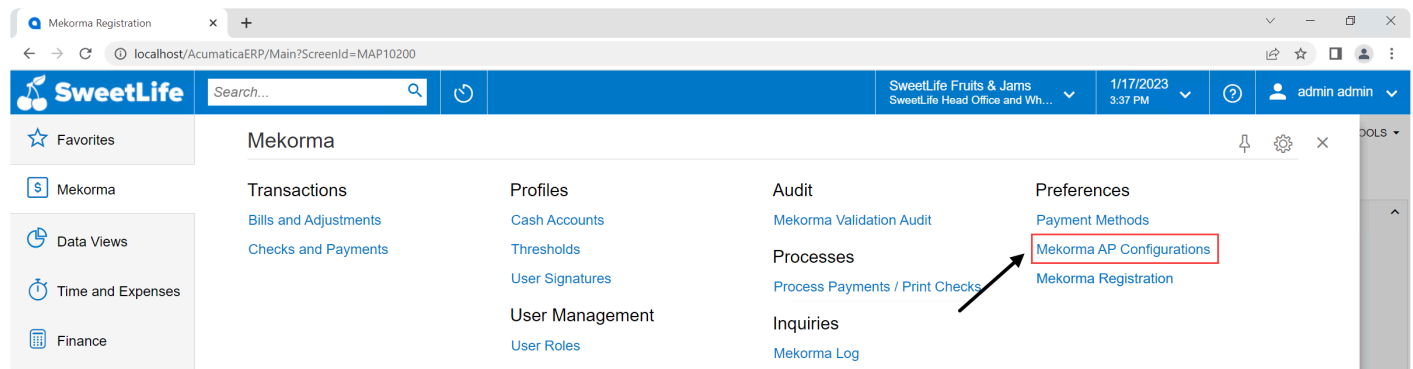 Mekorma Registration
localhost/AcumaticaERP/Main?ScreenId=MAP10200
SweetLife
Search...
SweetLife Fruits & Jams
SweetLife Head Office and Wh...
1/17/2023
3:37 PM
admin admin
Favorites
Mekorma
Data Views
Time and Expenses
Finance
Mekorma
OOLS
Transactions
Bills and Adjustments
Checks and Payments
Profiles
Cash Accounts
Thresholds
User Signatures
User Management
User Roles
Audit
Mekorma Validation Audit
Processes
Process Payments / Print Checks
Inquiries
Mekorma Log
Preferences
Payment Methods
Mekorma AP Configurations
Mekorma Registration